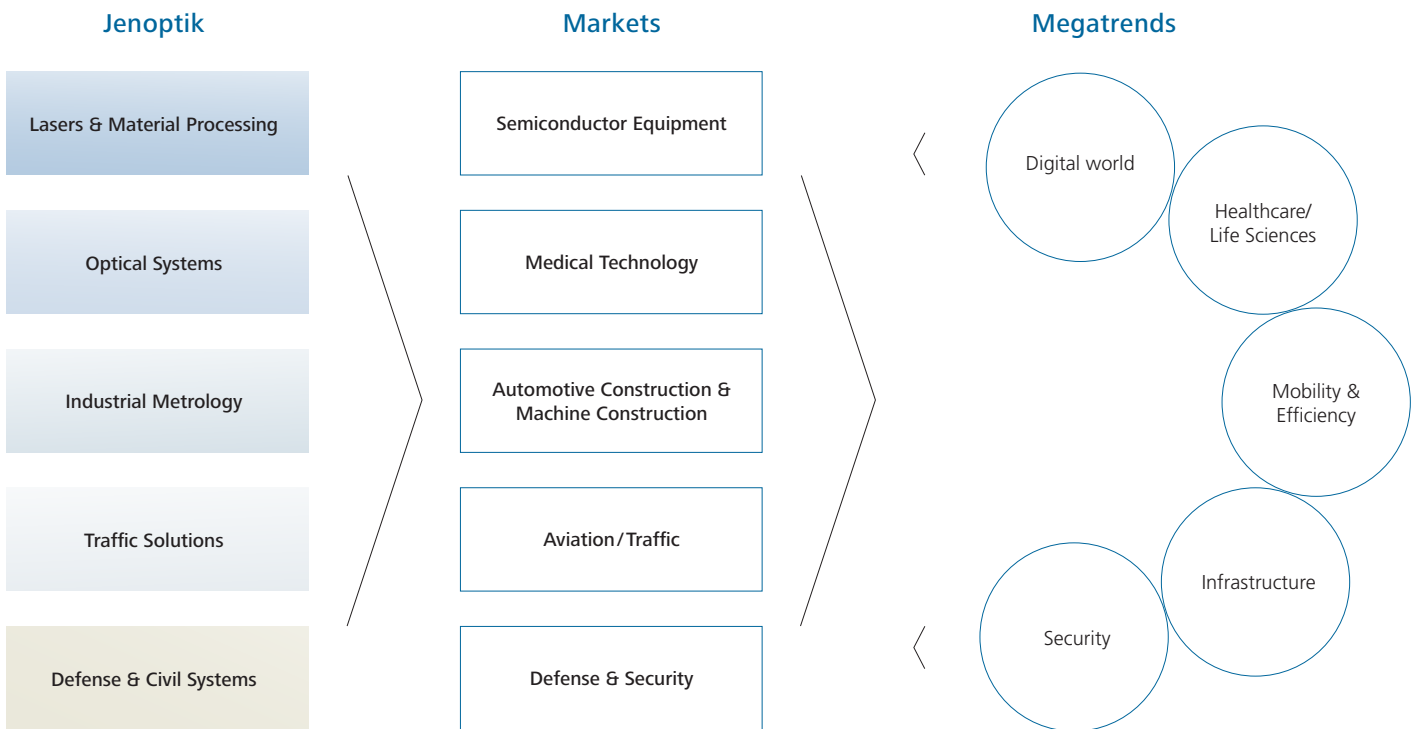 Jenoptik
Lasers & Material Processing
Optical Systems
Industrial Metrology
Traffic Solutions
Defense & Civil Systems
Markets
Semiconductor Equipment
Medical Technology
Automotive Construction &
Machine Construction
Aviation/Traffic
Defense & Security
Megatrends
Digital world
Healthcare/
Life Sciences
Mobility &
Efficiency
Infrastructure
Security